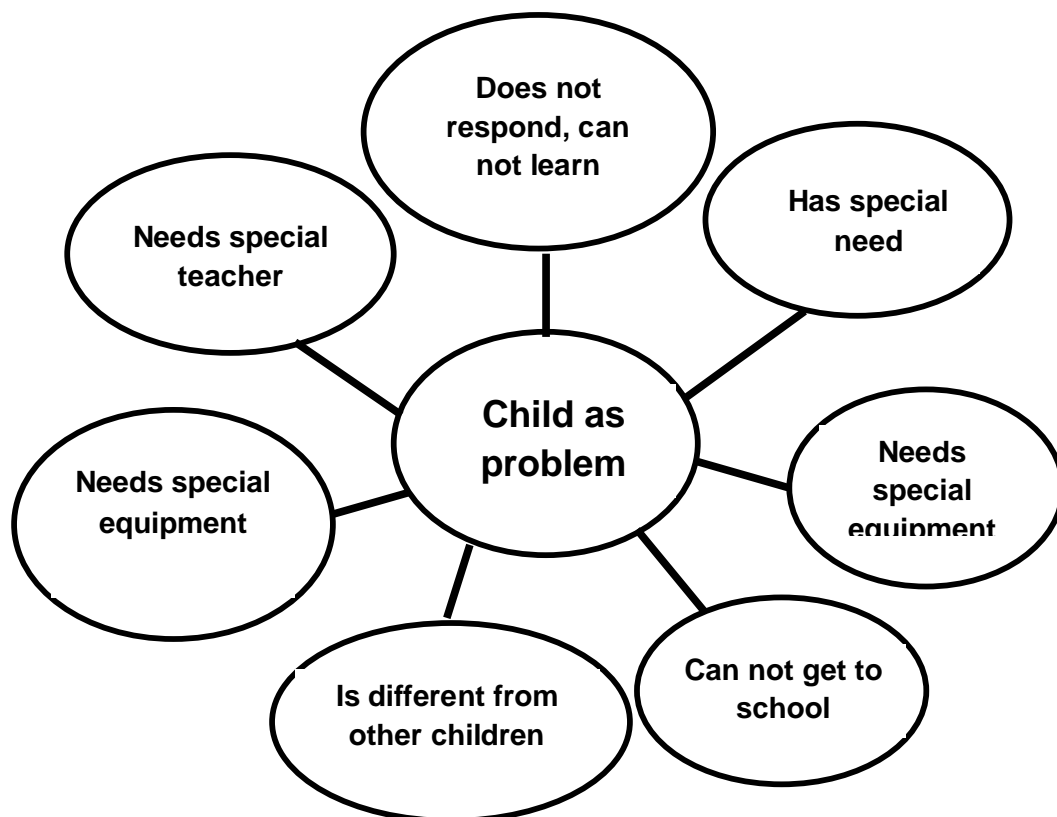 Does not
respond, can
not learn
Has special
need
Needs special
teacher
Child as
problem
Needs special
equipment
Needs
special
equipment
Is different from
other children
Can not get to
school